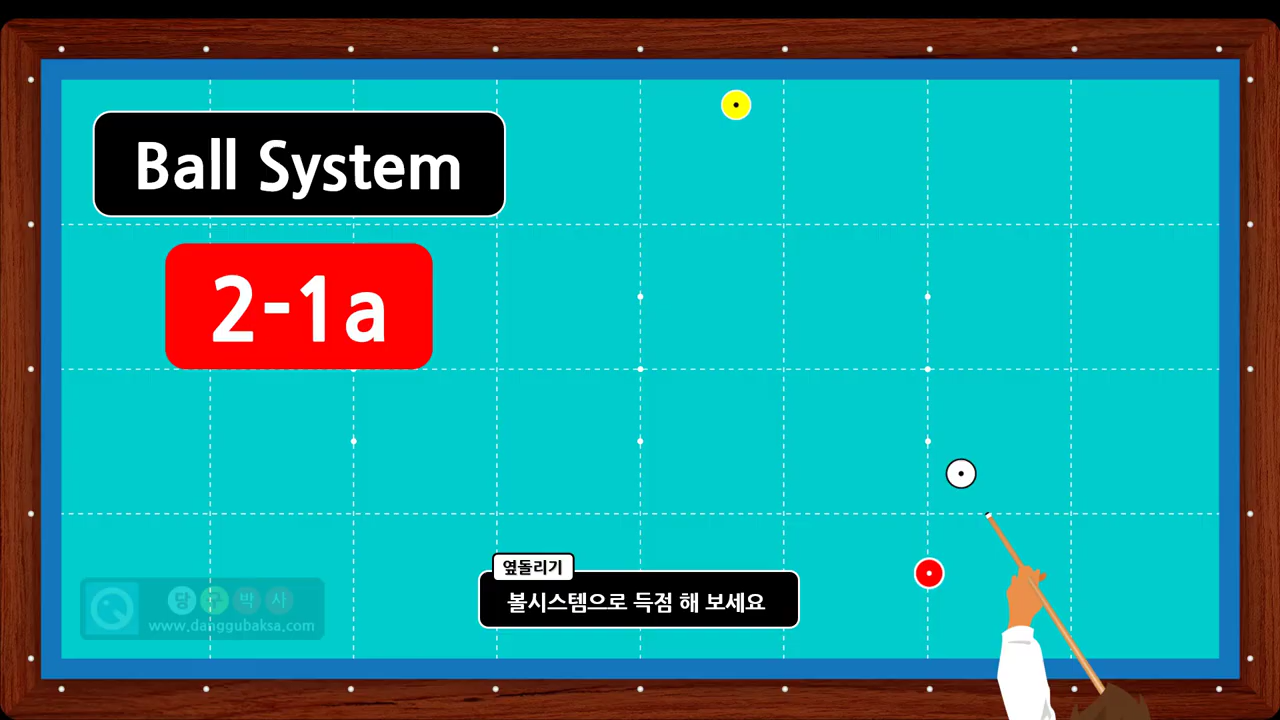 Ball System
2-1a
옆돌리기
볼시스템으로 득점 해 보세요
당구박사
www.danggubaksa.com